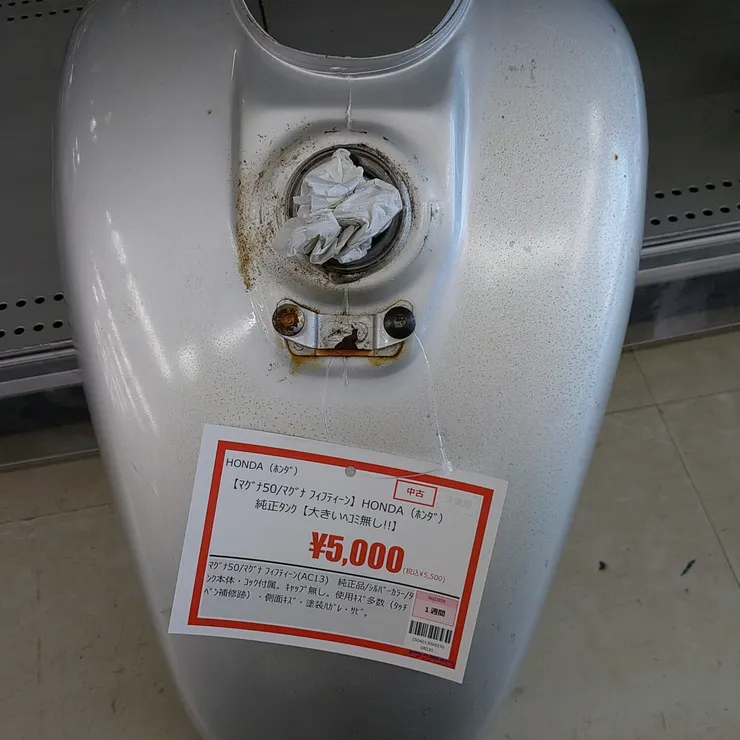 HONDA (ﾎﾝﾀﾞ)
中古
【ﾏｸﾞﾅ50/ﾏｸﾞﾅ ﾌｨﾌﾃｨｰﾝ】 HONDA (ﾎﾝﾀﾞ)
純正ﾀﾝｸ【大きいﾍｺﾐ無し!!】
¥5,000(税込¥5,500)
ﾏｸﾞﾅ50/ﾏｸﾞﾅ ﾌｨﾌﾃｨｰﾝ(AC13) 純正品/ｼﾙﾊﾞｰｶﾗｰ/ﾀ
ﾝｸ本体・ｺｯｸ付属。ｷｬｯﾌﾟ無し。使用ｷｽﾞ多数(ﾀｯﾁ
ﾍﾟﾝ補修跡)・側面ｷｽﾞ・塗装ﾊｶﾞﾚ・ｻﾋﾞ。
1週間